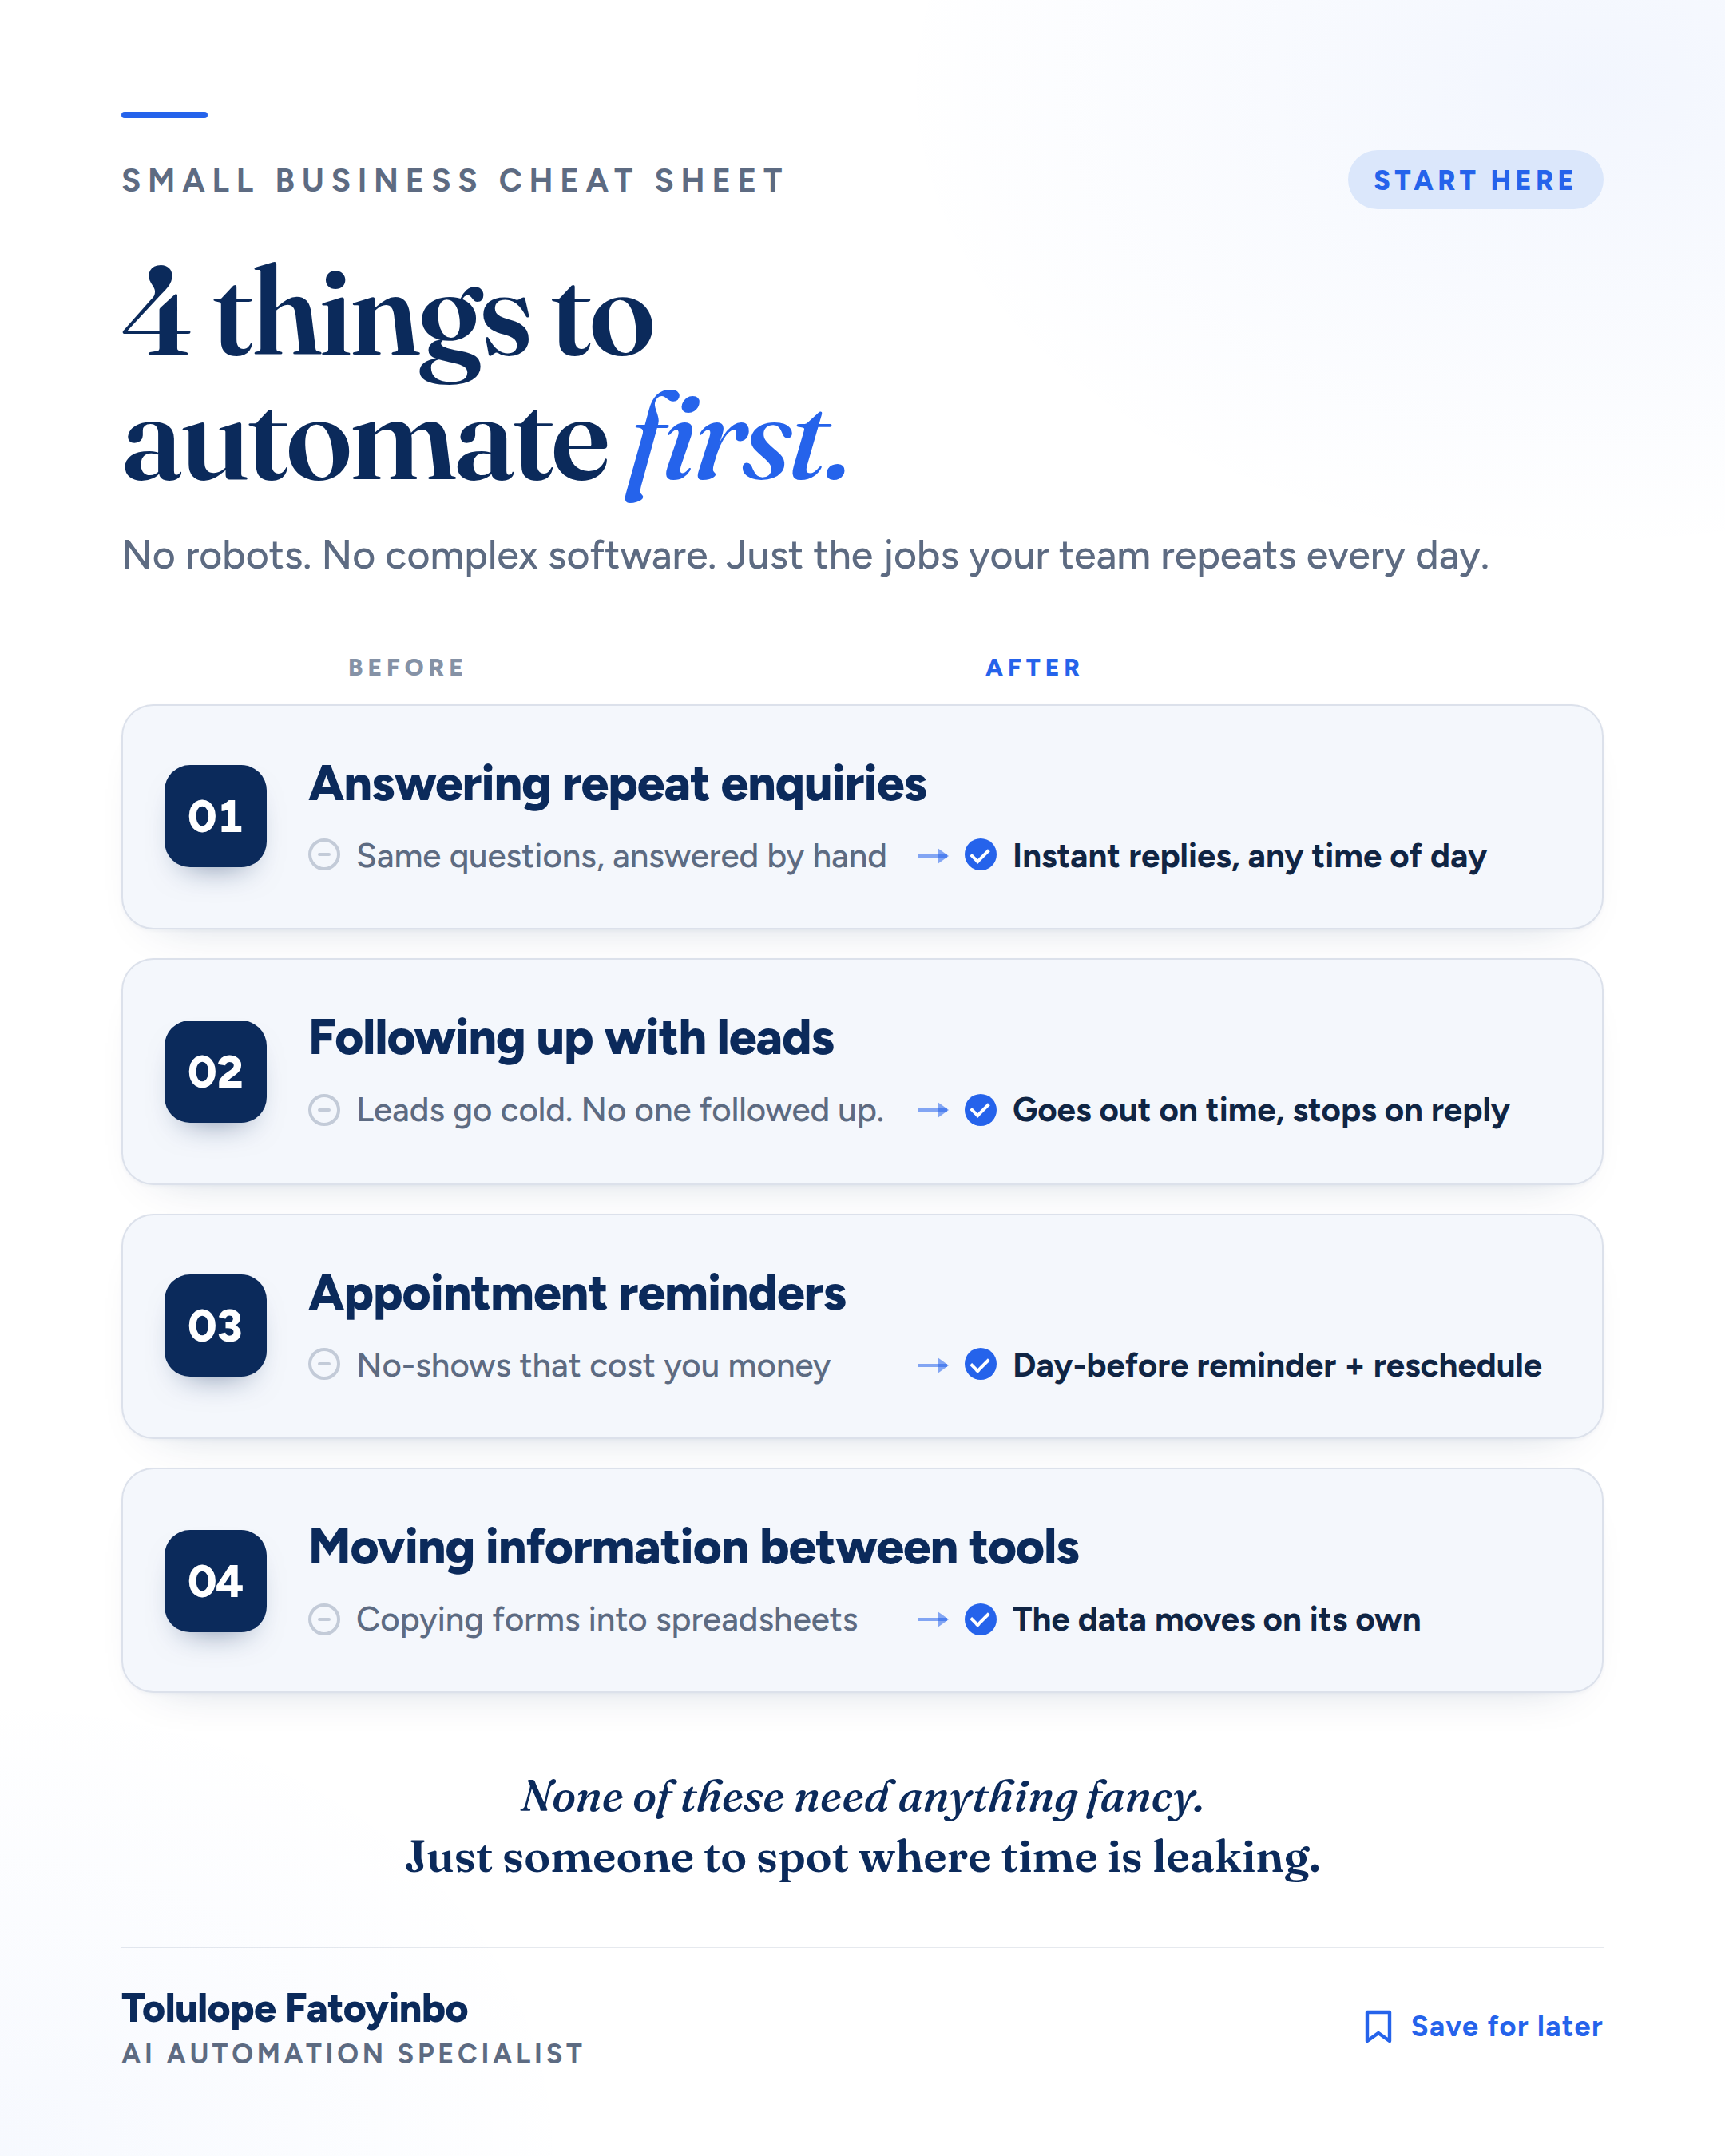 SMALL BUSINESS CHEAT SHEET
START HERE
4 things to
automate first.
No robots. No complex software. Just the jobs your team repeats every day.
BEFORE
AFTER
01
Answering repeat enquiries
Same questions, answered by hand → Instant replies, any time of day
02
Following up with leads
Leads go cold. No one followed up. → Goes out on time, stops on reply
03
Appointment reminders
No-shows that cost you money → Day-before reminder + reschedule
04
Moving information between tools
Copying forms into spreadsheets → The data moves on its own
None of these need anything fancy.
Just someone to spot where time is leaking.
Tolulope Fatoyinbo
AI AUTOMATION SPECIALIST
Save for later